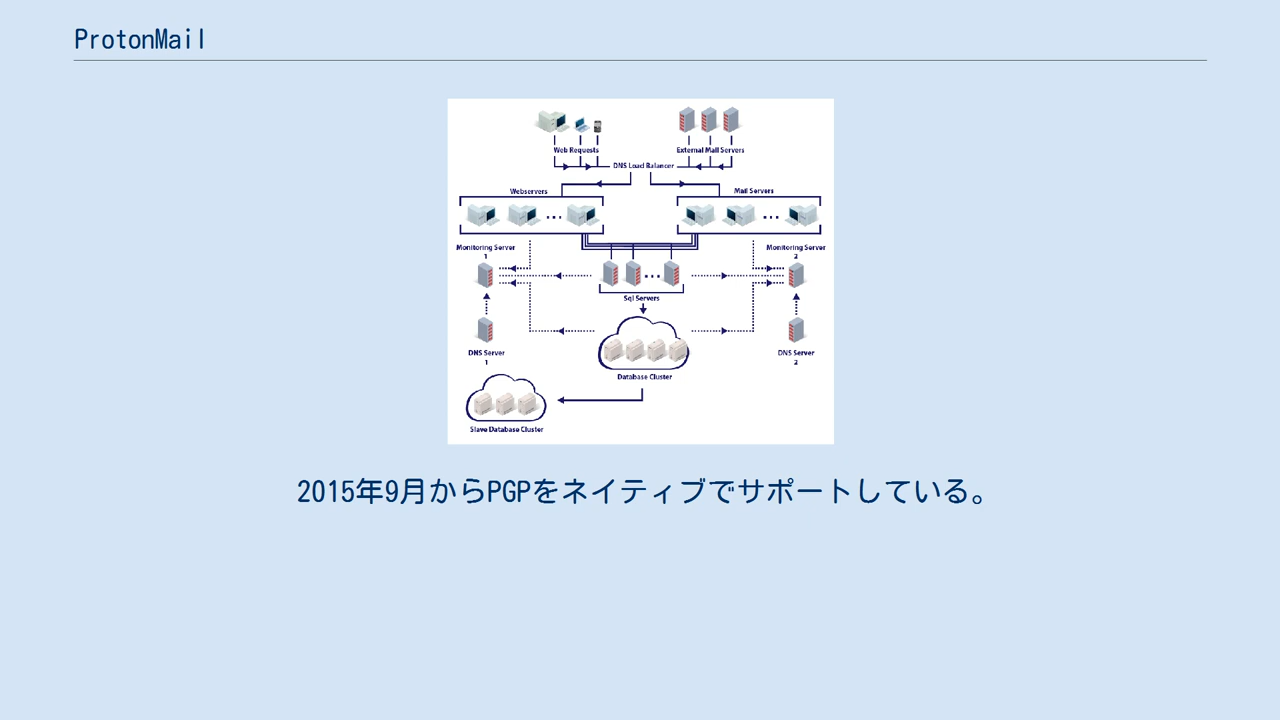 ProtonMail
Web Requests
External Mail Servers
DNS Load Balancer
Webservers
Mail Servers
Monitoring Server
1
Monitoring Server
2
Sql Servers
DNS Server
1
DNS Server
2
Database Cluster
Slave Database Cluster
2015年9月からPGPをネイティブでサポートしている。